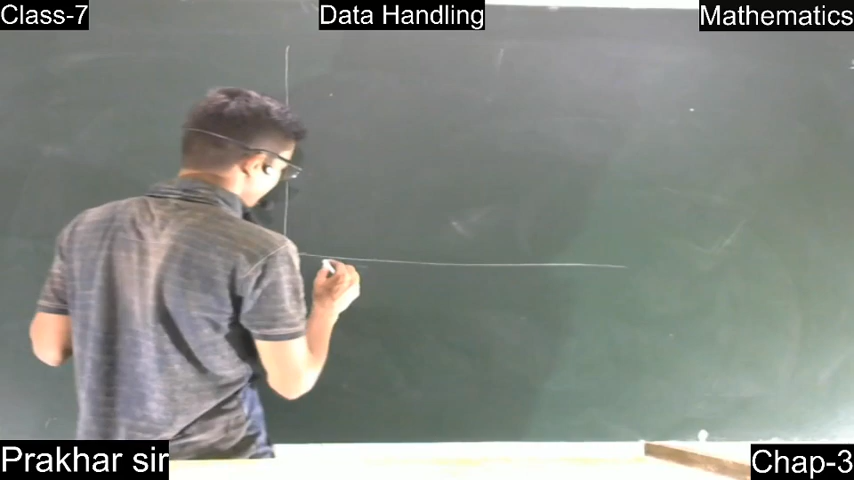 Class-7
Data Handling
Mathematics
Prakhar sir
Chap-3